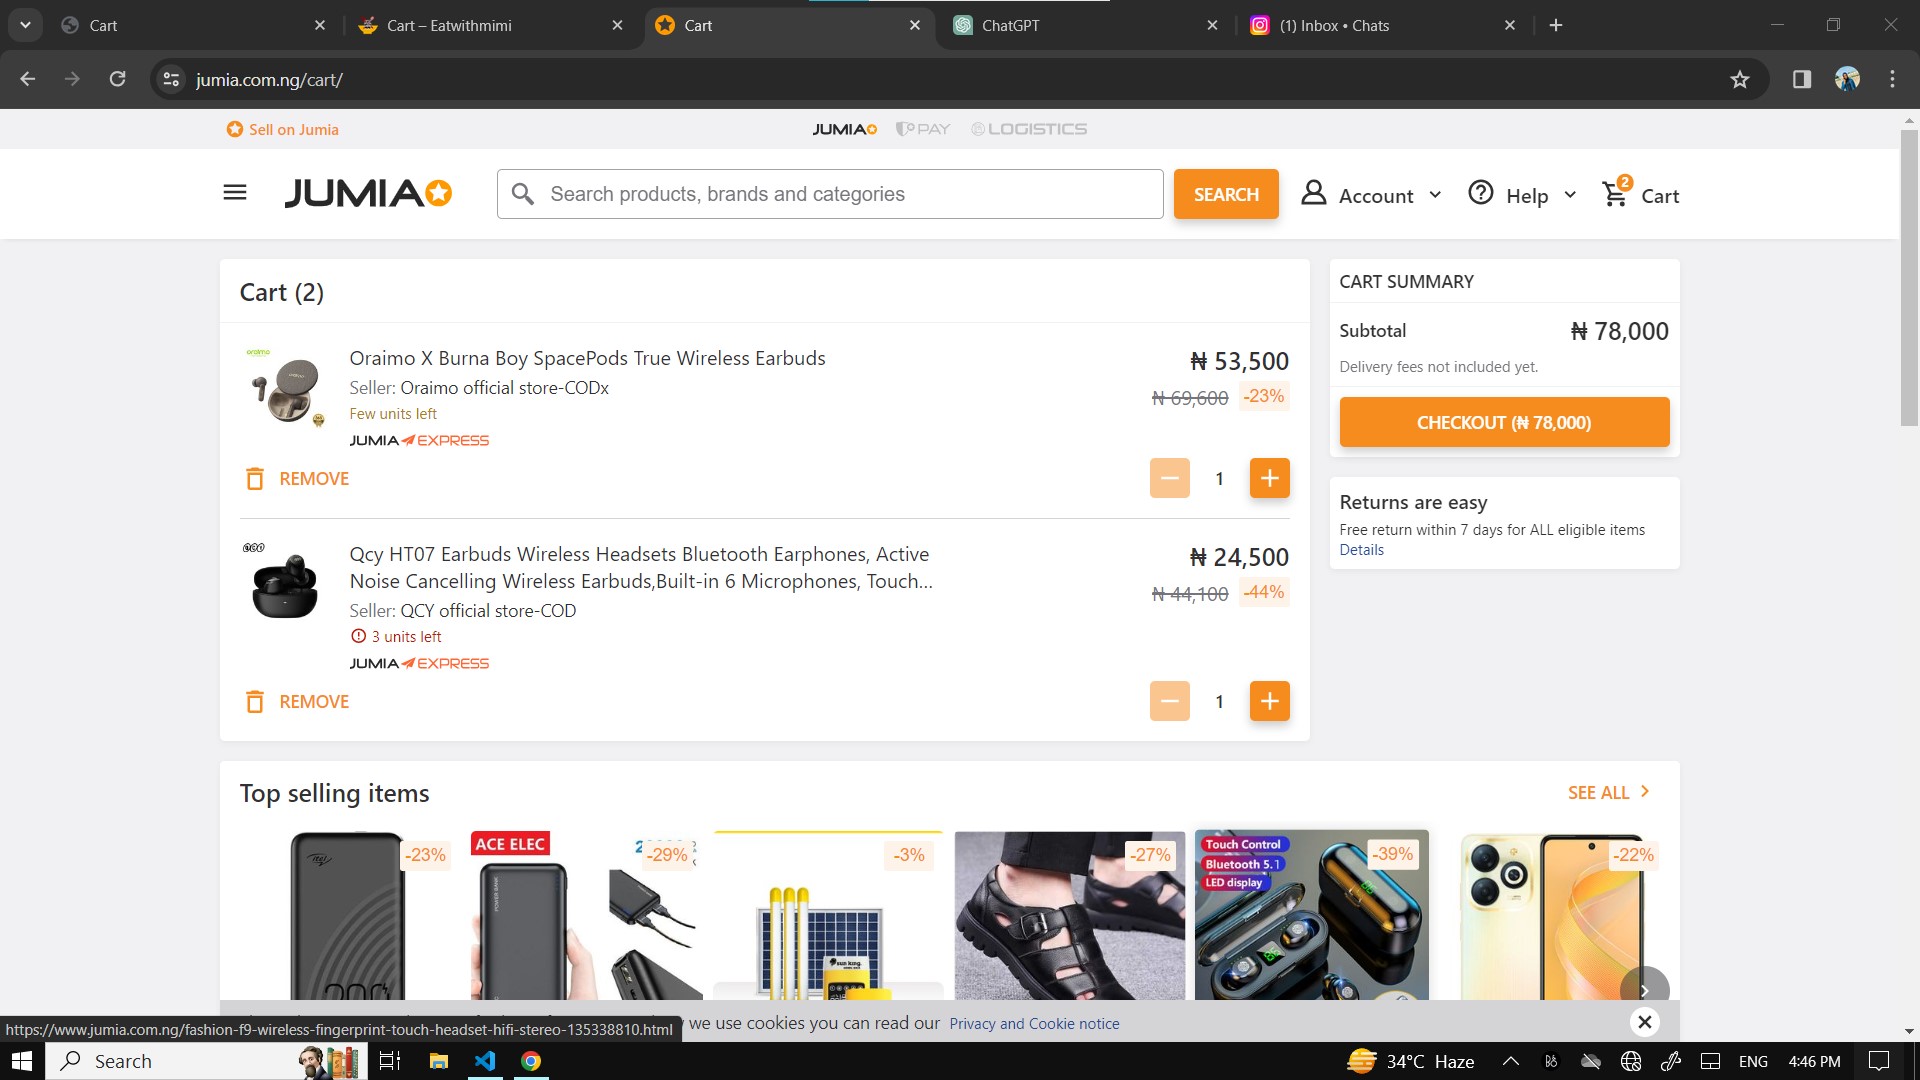 Cart
Cart – Eatwithmimi
Cart
ChatGPT
(1) Inbox • Chats
jumia.com.ng/cart/
Sell on Jumia
JUMIA
PAY
LOGISTICS
JUMIA
Search products, brands and categories
SEARCH
Account
Help
2
Cart
Cart (2)
oraimo
Oraimo X Burna Boy SpacePods True Wireless Earbuds
Seller: Oraimo official store-CODx
Few units left
JUMIA EXPRESS
₦ 53,500
₦ 69,600 -23%
REMOVE
1
QCY
Qcy HT07 Earbuds Wireless Headsets Bluetooth Earphones, Active
Noise Cancelling Wireless Earbuds,Built-in 6 Microphones, Touch...
Seller: QCY official store-COD
3 units left
JUMIA EXPRESS
₦ 24,500
₦ 44,100 -44%
REMOVE
1
CART SUMMARY
Subtotal ₦ 78,000
Delivery fees not included yet.
CHECKOUT (₦ 78,000)
Returns are easy
Free return within 7 days for ALL eligible items
Details
Top selling items
SEE ALL
itel
-23%
ACE ELEC
POWER BANK
-29%
-3%
sun king.
-27%
Touch Control
Bluetooth 5.1
LED display
-39%
-22%
we use cookies you can read our Privacy and Cookie notice
https://www.jumia.com.ng/fashion-f9-wireless-fingerprint-touch-headset-hifi-stereo-135338810.html
Search
34°C Haze
ENG
4:46 PM